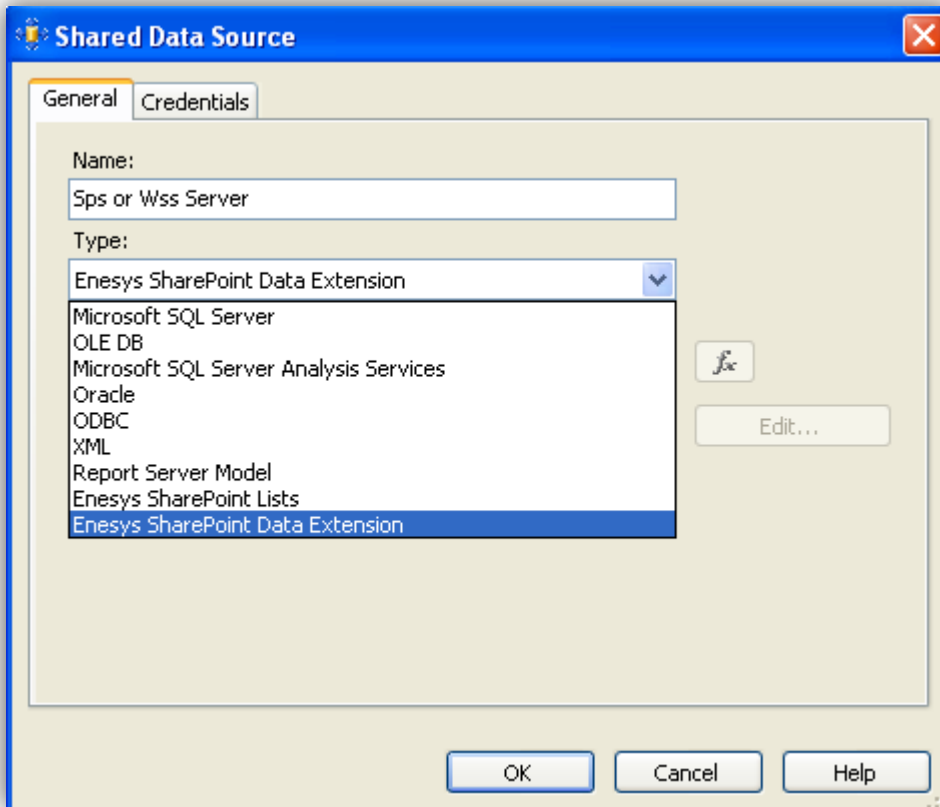 Shared Data Source
General
Credentials
Name:
Sps or Wss Server
Type:
Enesys SharePoint Data Extension
Microsoft SQL Server
OLE DB
Microsoft SQL Server Analysis Services
Oracle
ODBC
XML
Report Server Model
Enesys SharePoint Lists
Enesys SharePoint Data Extension
fx
Edit...
OK
Cancel
Help